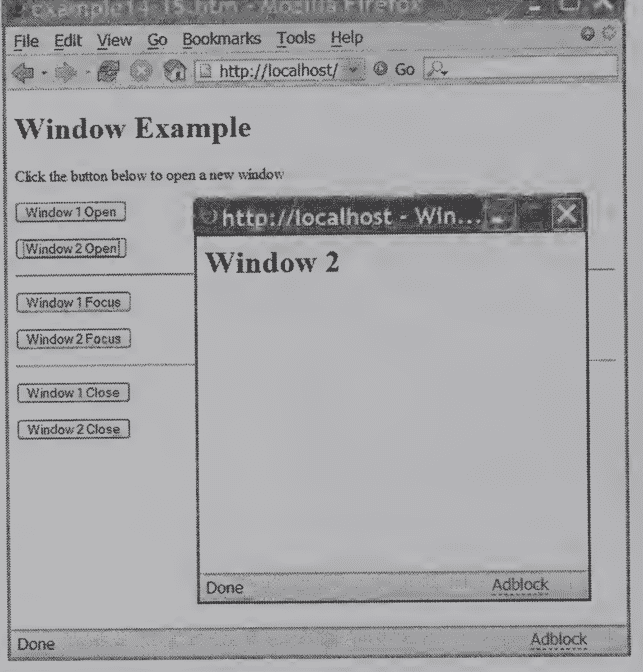 example14-15.htm - Mozilla Firefox
File Edit View Go Bookmarks Tools Help
http://localhost/ Go
Window Example
Click the button below to open a new window
Window 1 Open
Window 2 Open
Window 1 Focus
Window 2 Focus
Window 1 Close
Window 2 Close
http://localhost - Win...
Window 2
Done Adblock
Done Adblock